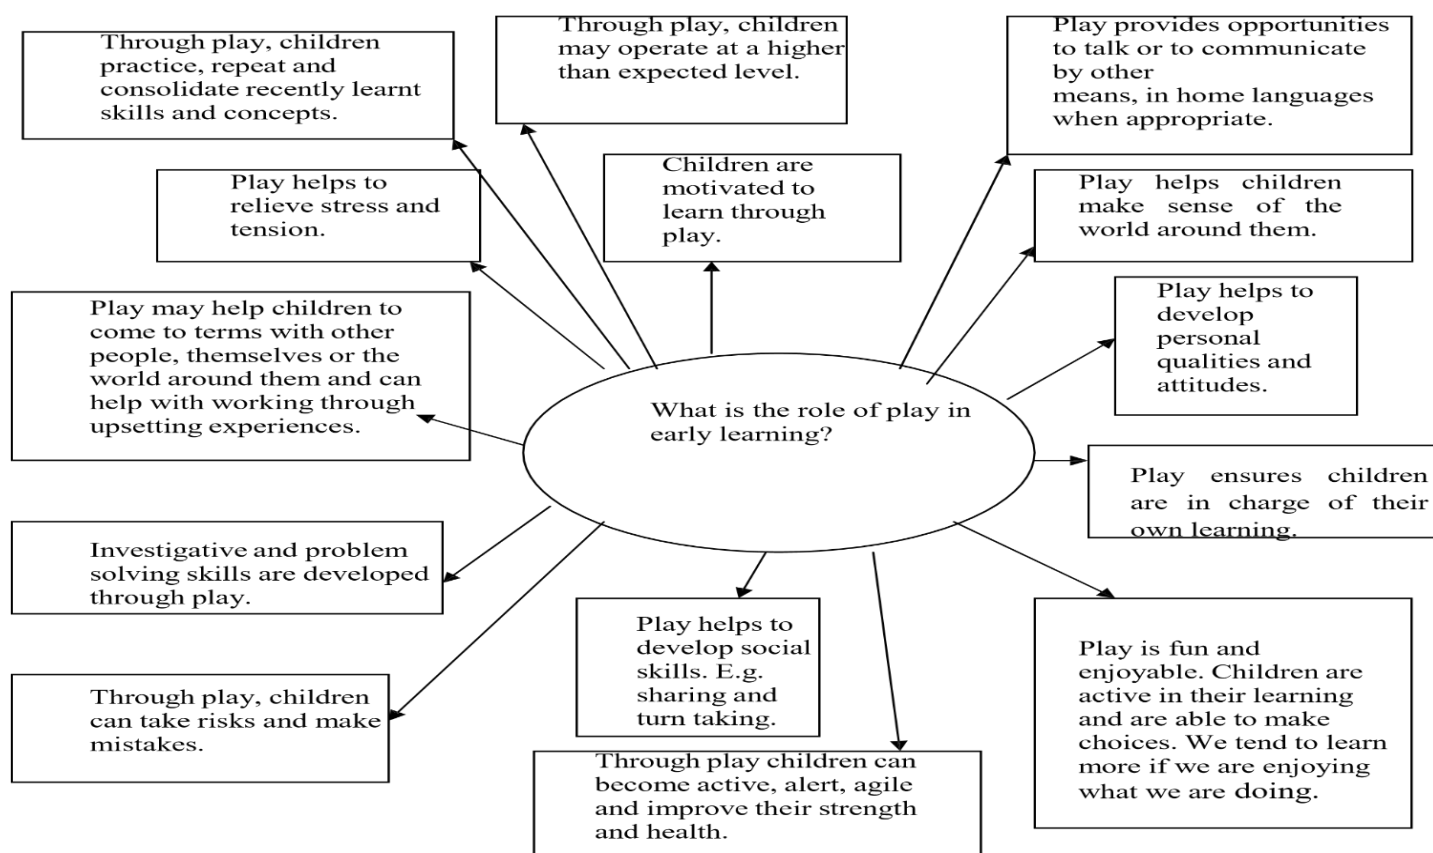 Through play, children
practice, repeat and
consolidate recently learnt
skills and concepts.
Through play, children
may operate at a higher
than expected level.
Play provides opportunities
to talk or to communicate
by other
means, in home languages
when appropriate.
Play helps to
relieve stress and
tension.
Children are
motivated to
learn through
play.
Play helps children
make sense of the
world around them.
Play may help children to
come to terms with other
people, themselves or the
world around them and can
help with working through
upsetting experiences.
Play helps to
develop
personal
qualities and
attitudes.
What is the role of play in
early learning?
Play ensures children
are in charge of their
own learning.
Investigative and problem
solving skills are developed
through play.
Play helps to
develop social
skills. E.g.
sharing and
turn taking.
Play is fun and
enjoyable. Children are
active in their learning
and are able to make
choices. We tend to learn
more if we are enjoying
what we are doing.
Through play, children
can take risks and make
mistakes.
Through play children can
become active, alert, agile
and improve their strength
and health.